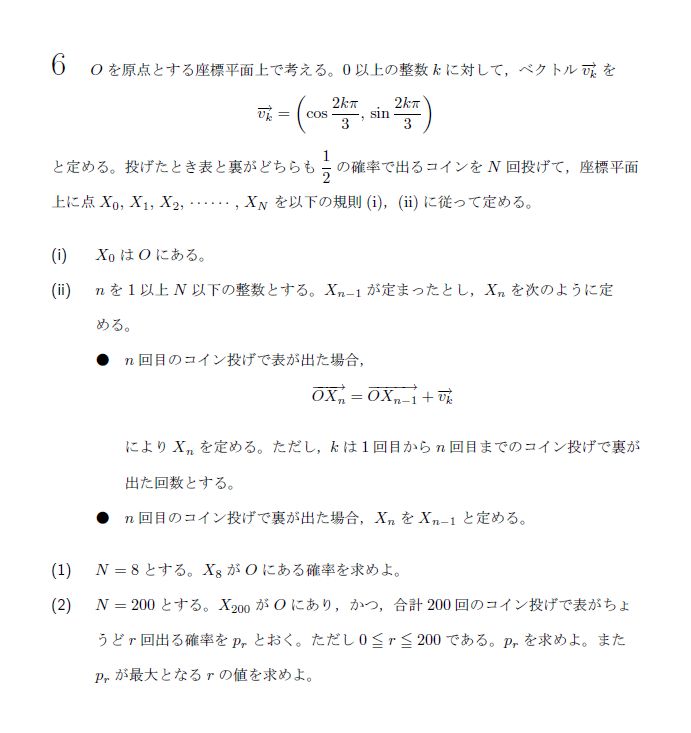 6 O を原点とする座標平面上で考える。0 以上の整数 k に対して，ベクトル $\overrightarrow{v_k}$ を
$\overrightarrow{v_k} = \left( \cos \frac{2k\pi}{3}, \sin \frac{2k\pi}{3} \right)$
と定める。投げたとき表と裏がどちらも $\frac{1}{2}$ の確率で出るコインを N 回投げて，座標平面
上に点 $X_0, X_1, X_2, \cdots\cdots, X_N$ を以下の規則 (i)，(ii) に従って定める。
(i) $X_0$ は O にある。
(ii) n を 1 以上 N 以下の整数とする。$X_{n-1}$ が定まったとし，$X_n$ を次のように定
める。
● n 回目のコイン投げで表が出た場合，
$\overrightarrow{OX_n} = \overrightarrow{OX_{n-1}} + \overrightarrow{v_k}$
により $X_n$ を定める。ただし，k は 1 回目から n 回目までのコイン投げで裏が
出た回数とする。
● n 回目のコイン投げで裏が出た場合，$X_n$ を $X_{n-1}$ と定める。
(1) N = 8 とする。$X_8$ が O にある確率を求めよ。
(2) N = 200 とする。$X_{200}$ が O にあり，かつ，合計 200 回のコイン投げで表がちょ
うど r 回出る確率を $p_r$ とおく。ただし 0 ≦ r ≦ 200 である。$p_r$ を求めよ。また
$p_r$ が最大となる r の値を求めよ。